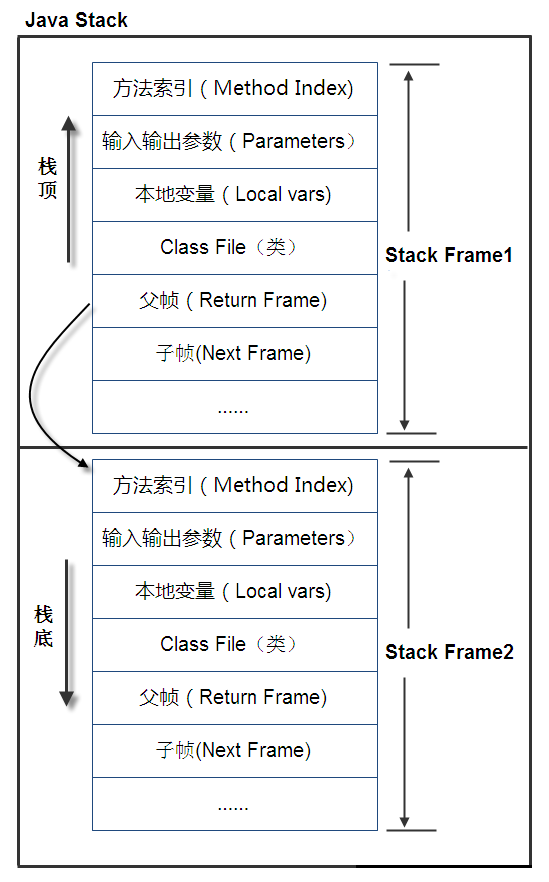 Java Stack
方法索引 ( Method Index)
输入输出参数 ( Parameters）
栈顶
本地变量 ( Local vars)
Class File（类）
Stack Frame1
父帧 ( Return Frame)
子帧(Next Frame)
......
方法索引 ( Method Index)
输入输出参数 ( Parameters）
本地变量 ( Local vars)
栈底
Class File（类）
Stack Frame2
父帧 ( Return Frame)
子帧(Next Frame)
......